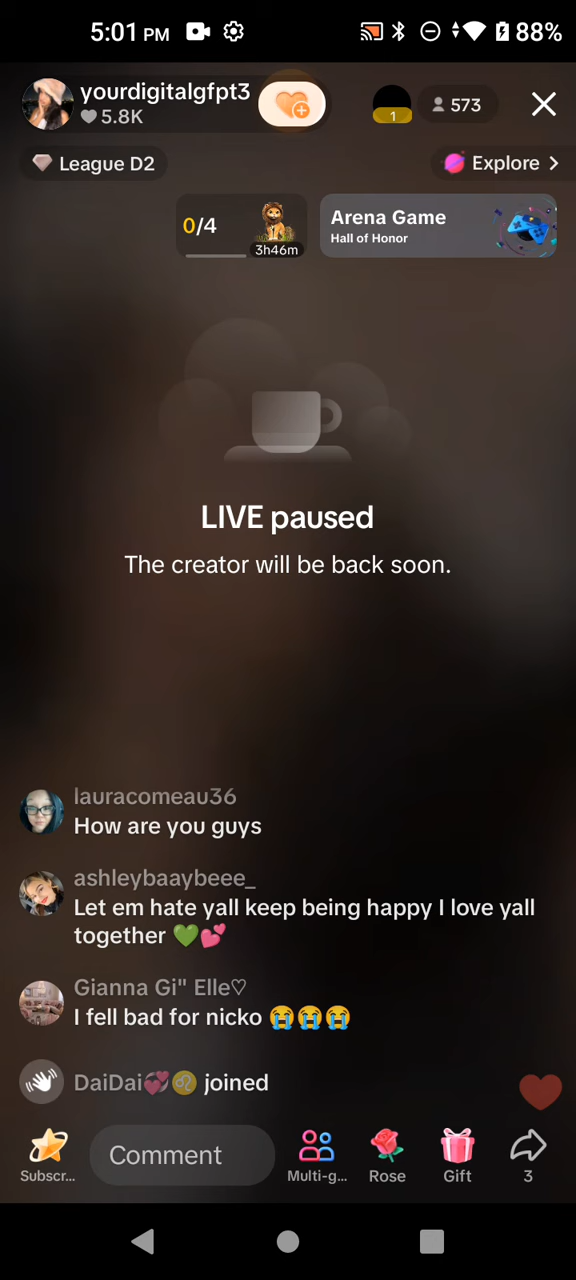 5:01 PM
88%
yourdigitalgfpt3
5.8K
1
573
League D2
Explore
0/4
3h46m
Arena Game
Hall of Honor
LIVE paused
The creator will be back soon.
lauracomeau36
How are you guys
ashleybaaybeee_
Let em hate yall keep being happy I love yall
together 💚💕
Gianna Gi" Elle♡
I fell bad for nicko 😭😭😭
DaiDai💞♌ joined
Comment
Subscr...
Multi-g...
Rose
Gift
3